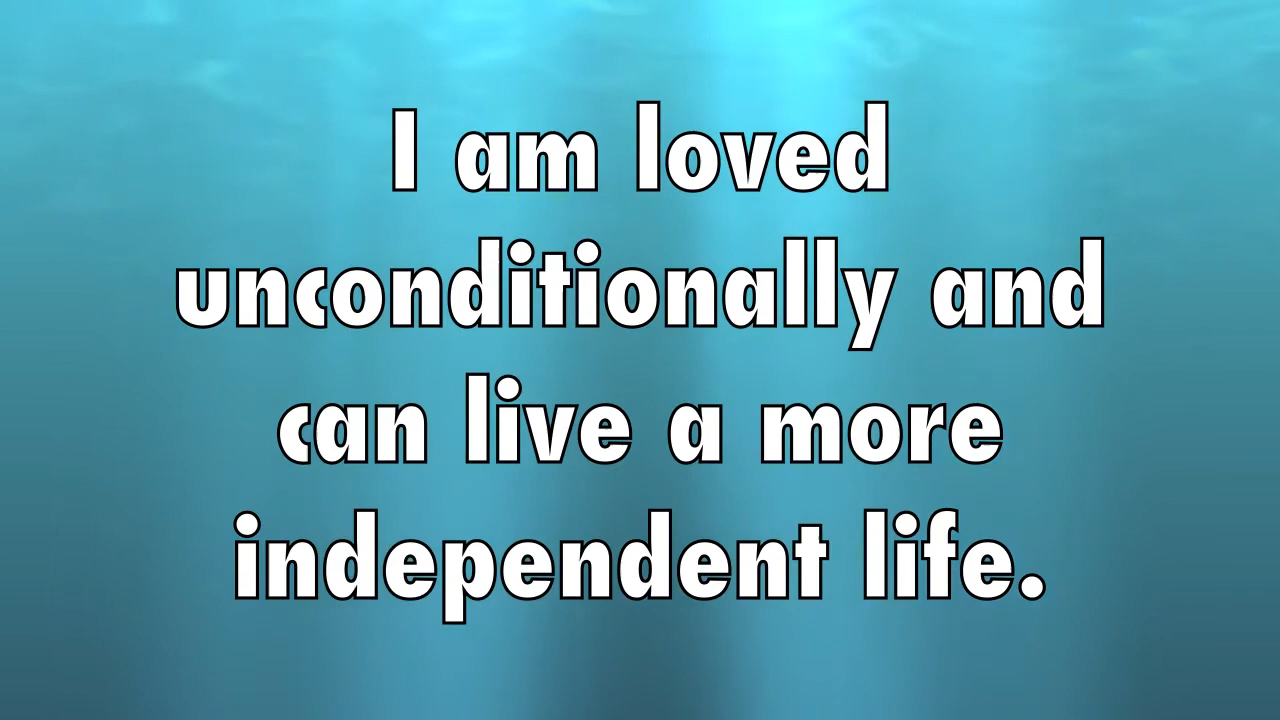 I am loved
unconditionally and
can live a more
independent life.